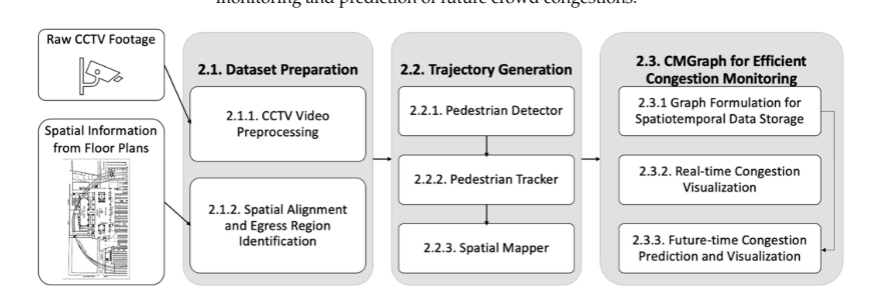 monitoring and prediction of future crowd congestions.
Raw CCTV Footage
Spatial Information
from Floor Plans
2.1. Dataset Preparation
2.1.1. CCTV Video
Preprocessing
2.1.2. Spatial Alignment
and Egress Region
Identification
2.2. Trajectory Generation
2.2.1. Pedestrian Detector
2.2.2. Pedestrian Tracker
2.2.3. Spatial Mapper
2.3. CMGraph for Efficient
Congestion Monitoring
2.3.1 Graph Formulation for
Spatiotemporal Data Storage
2.3.2. Real-time Congestion
Visualization
2.3.3. Future-time Congestion
Prediction and Visualization